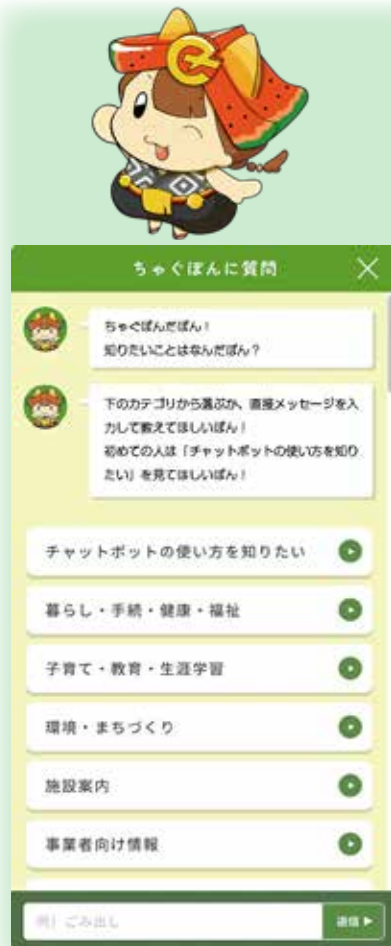 ちゃぐぽんに質問
ちゃぐぽんだぽん！
知りたいことはなんだぽん？
下のカテゴリから選ぶか、直接メッセージを入
力して教えてほしいぽん！
初めての人は「チャットボットの使い方を知り
たい」を見てほしいぽん！
チャットボットの使い方を知りたい
暮らし・手続・健康・福祉
子育て・教育・生涯学習
環境・まちづくり
施設案内
事業者向け情報
例）ごみ出し
送信